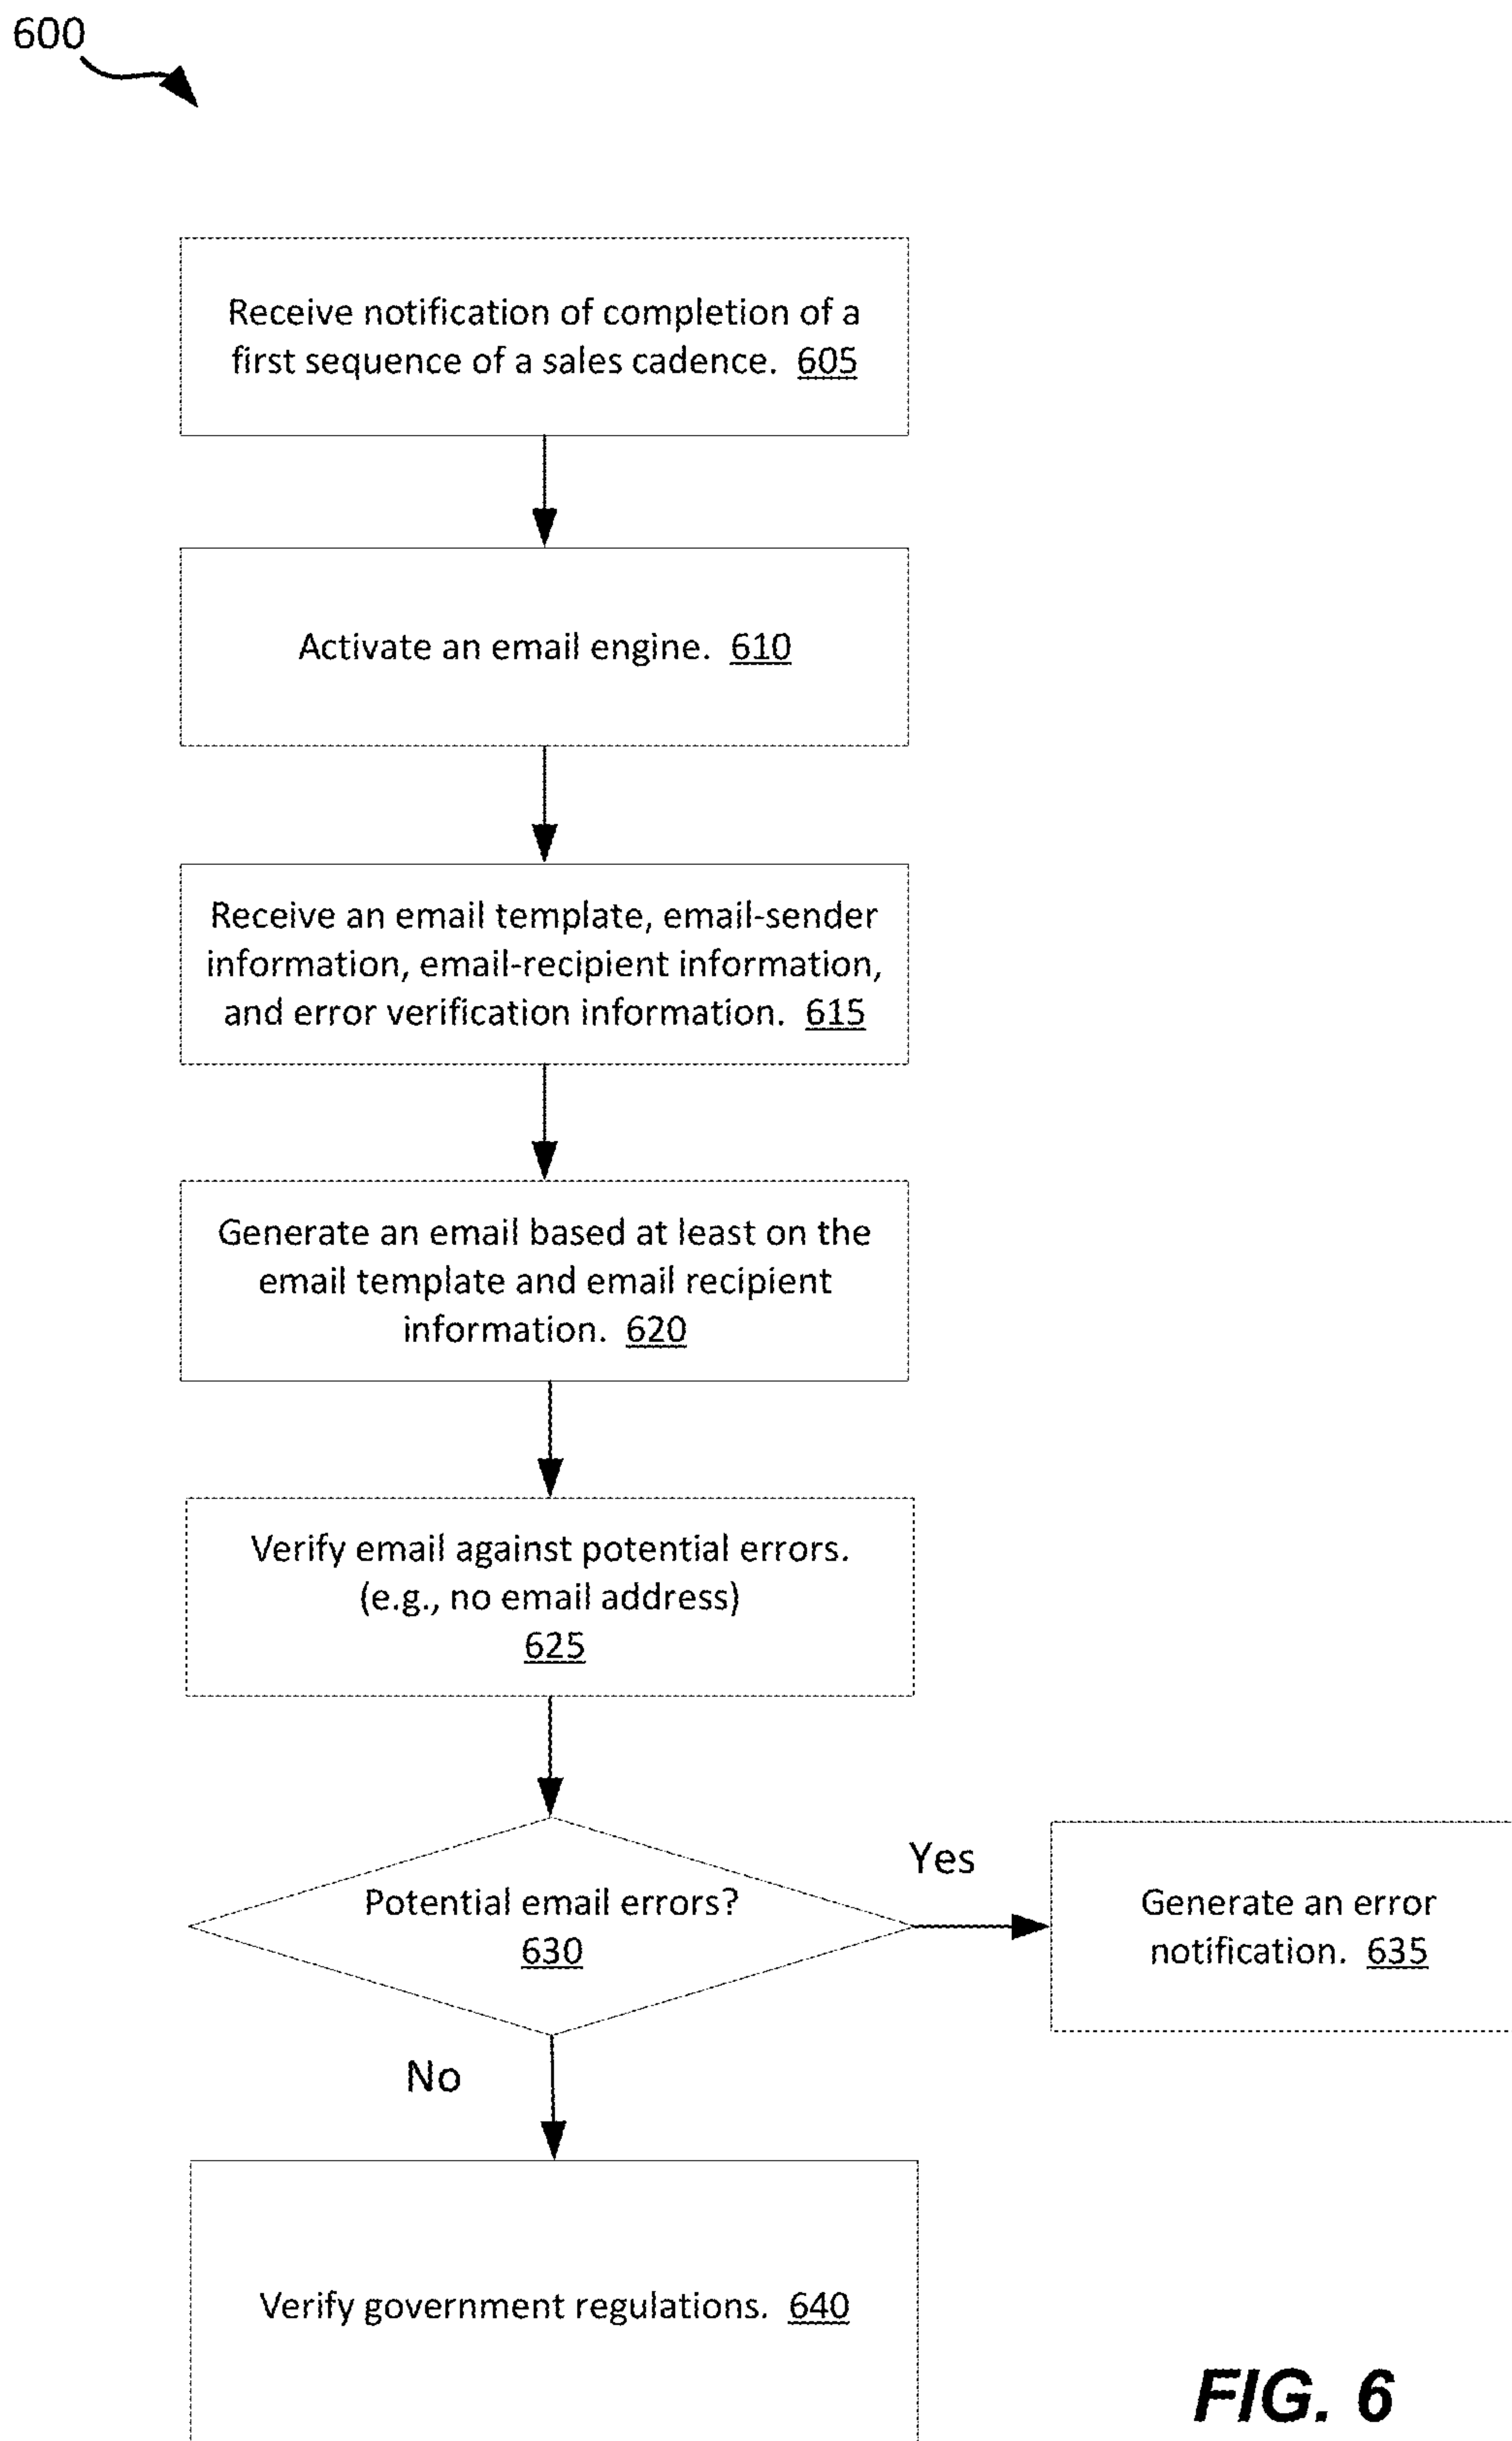 600
Receive notification of completion of a
first sequence of a sales cadence. 605
Activate an email engine. 610
Receive an email template, email-sender
information, email-recipient information,
and error verification information. 615
Generate an email based at least on the
email template and email recipient
information. 620
Verify email against potential errors.
(e.g., no email address)
625
Potential email errors?
630
Yes
Generate an error
notification. 635
No
Verify government regulations. 640
FIG. 6